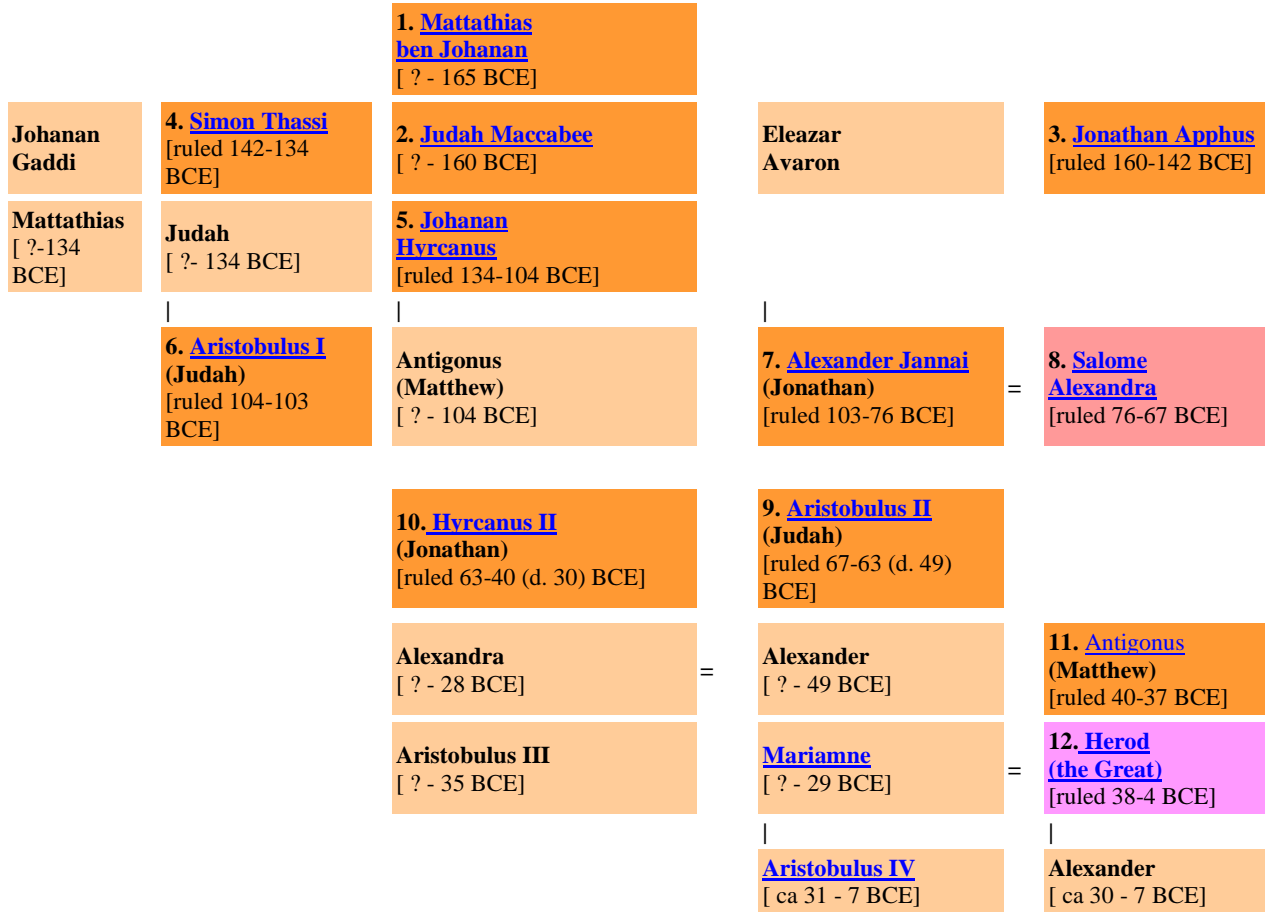 1. Mattathias
ben Johanan
[ ? - 165 BCE]
Johanan
Gaddi
4. Simon Thassi
[ruled 142-134
BCE]
2. Judah Maccabee
[ ? - 160 BCE]
Eleazar
Avaron
3. Jonathan Apphus
[ruled 160-142 BCE]
Mattathias
[ ?-134
BCE]
Judah
[ ?- 134 BCE]
5. Johanan
Hyrcanus
[ruled 134-104 BCE]
| | |
6. Aristobulus I
(Judah)
[ruled 104-103
BCE]
Antigonus
(Matthew)
[ ? - 104 BCE]
7. Alexander Jannai
(Jonathan)
[ruled 103-76 BCE]
=
8. Salome
Alexandra
[ruled 76-67 BCE]
10. Hyrcanus II
(Jonathan)
[ruled 63-40 (d. 30) BCE]
9. Aristobulus II
(Judah)
[ruled 67-63 (d. 49)
BCE]
Alexandra
[ ? - 28 BCE]
=
Alexander
[ ? - 49 BCE]
11. Antigonus
(Matthew)
[ruled 40-37 BCE]
Aristobulus III
[ ? - 35 BCE]
Mariamne
[ ? - 29 BCE]
=
12. Herod
(the Great)
[ruled 38-4 BCE]
| |
Aristobulus IV
[ ca 31 - 7 BCE]
Alexander
[ ca 30 - 7 BCE]